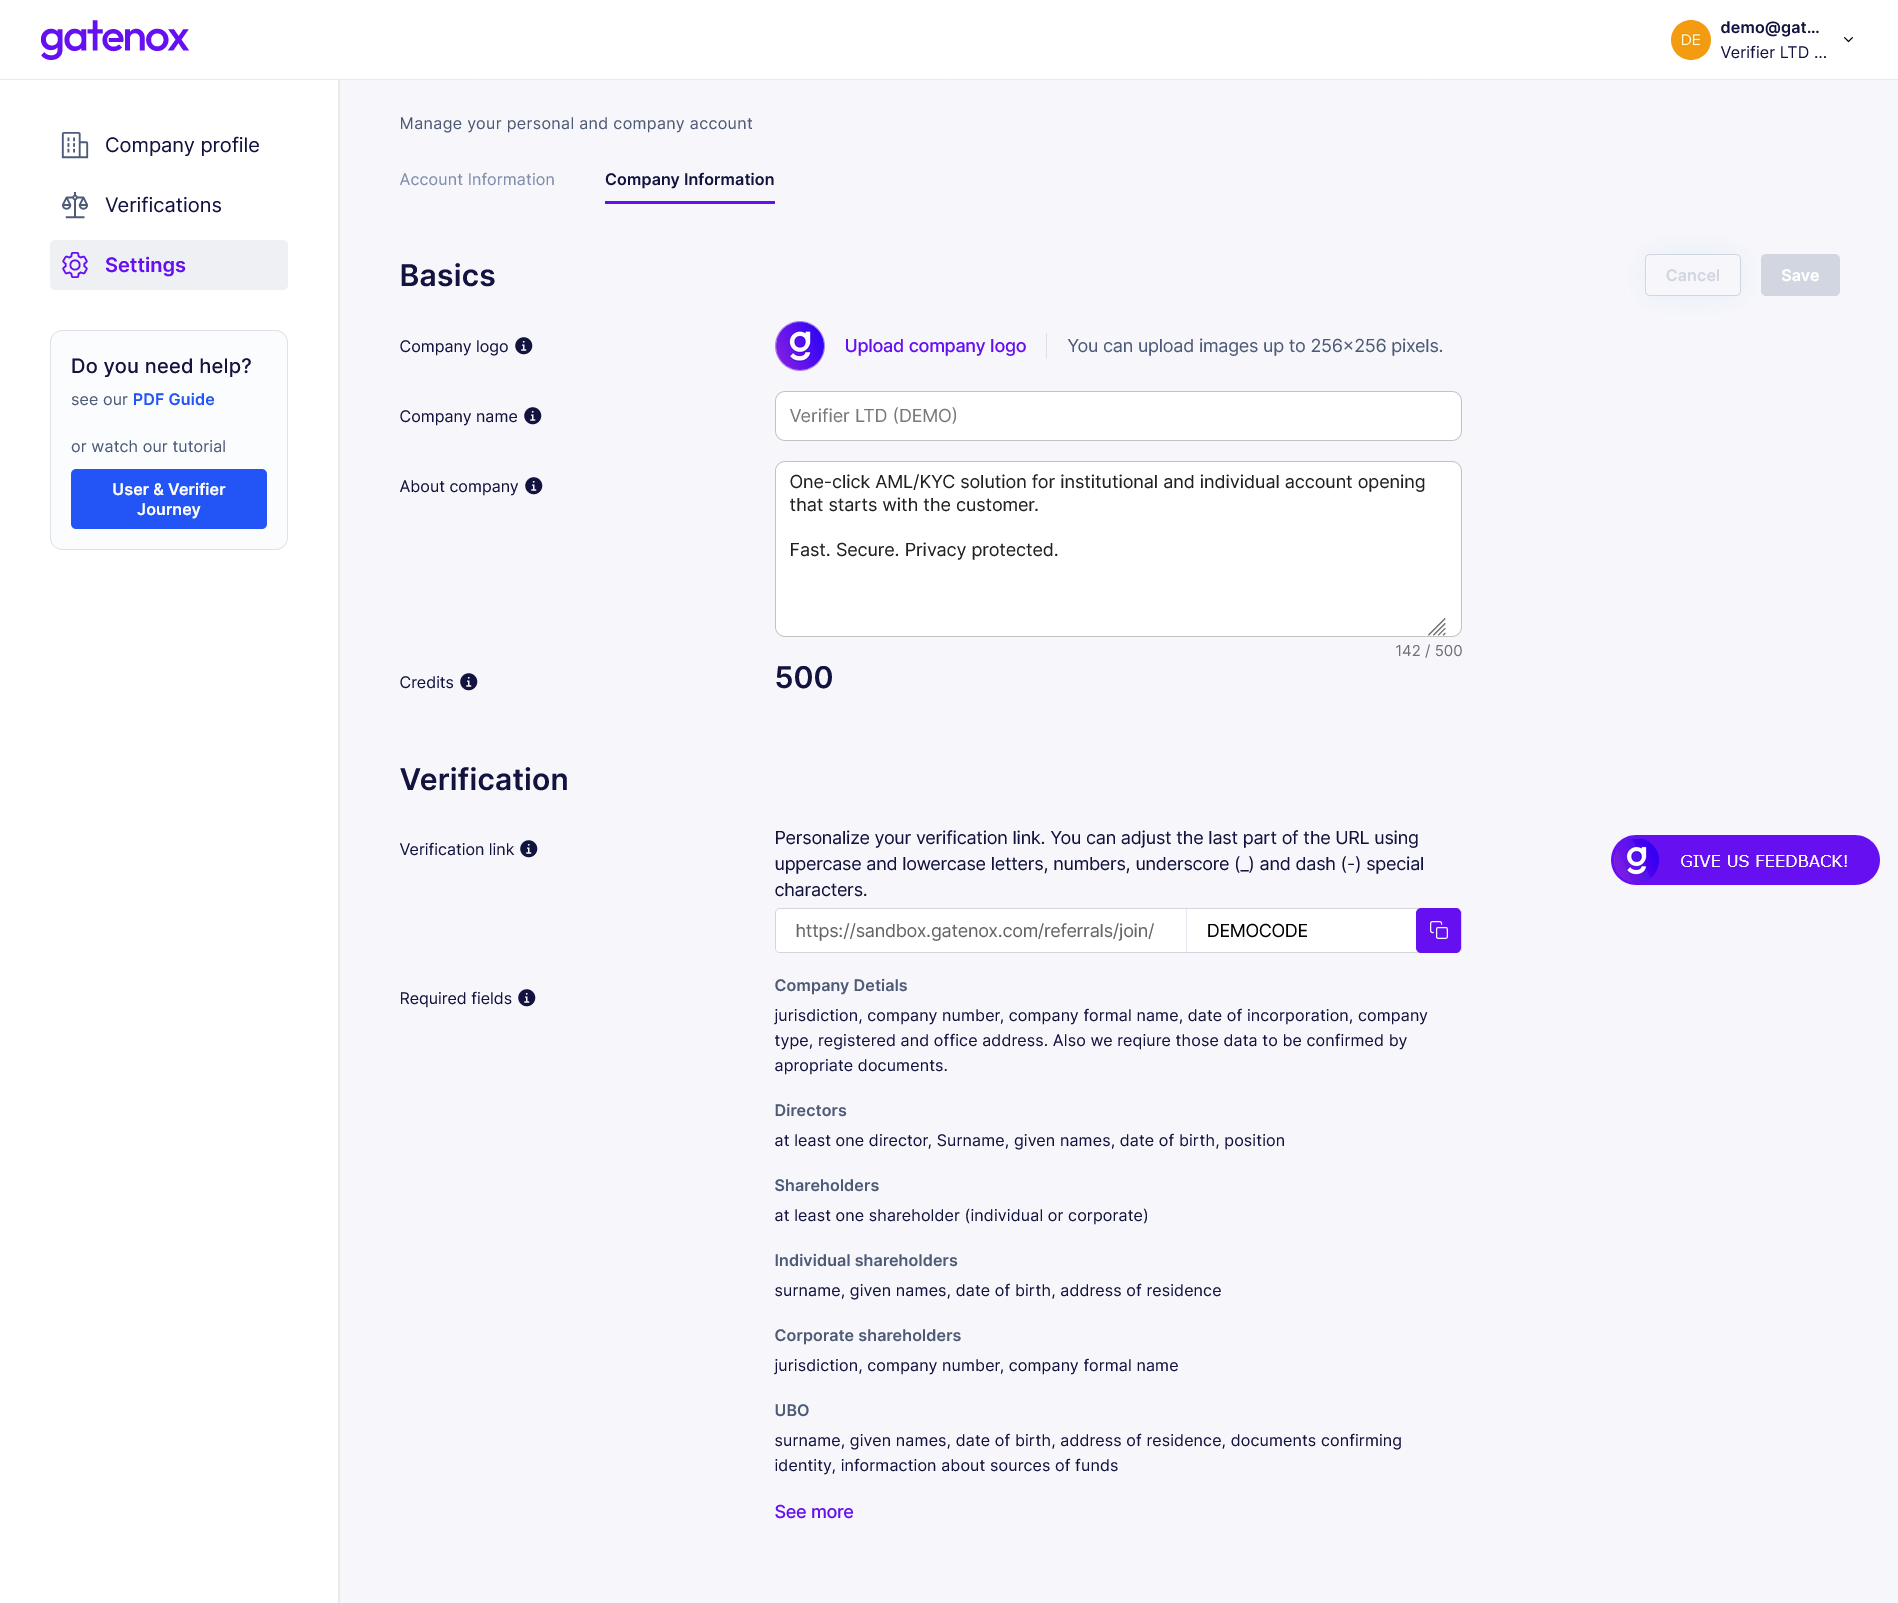 gatenox
DE
demo@gat...
Verifier LTD ...
Company profile
Verifications
Settings
Do you need help?
see our PDF Guide
or watch our tutorial
User & Verifier
Journey
Manage your personal and company account
Account Information
Company Information
Basics
Cancel
Save
Company logo
g
Upload company logo
You can upload images up to 256x256 pixels.
Company name
Verifier LTD (DEMO)
About company
One-click AML/KYC solution for institutional and individual account opening
that starts with the customer.
Fast. Secure. Privacy protected.
142 / 500
Credits
500
Verification
Verification link
Personalize your verification link. You can adjust the last part of the URL using
uppercase and lowercase letters, numbers, underscore (_) and dash (-) special
characters.
https://sandbox.gatenox.com/referrals/join/
DEMOCODE
g
GIVE US FEEDBACK!
Required fields
Company Detials
jurisdiction, company number, company formal name, date of incorporation, company
type, registered and office address. Also we reqiure those data to be confirmed by
apropriate documents.
Directors
at least one director, Surname, given names, date of birth, position
Shareholders
at least one shareholder (individual or corporate)
Individual shareholders
surname, given names, date of birth, address of residence
Corporate shareholders
jurisdiction, company number, company formal name
UBO
surname, given names, date of birth, address of residence, documents confirming
identity, informaction about sources of funds
See more